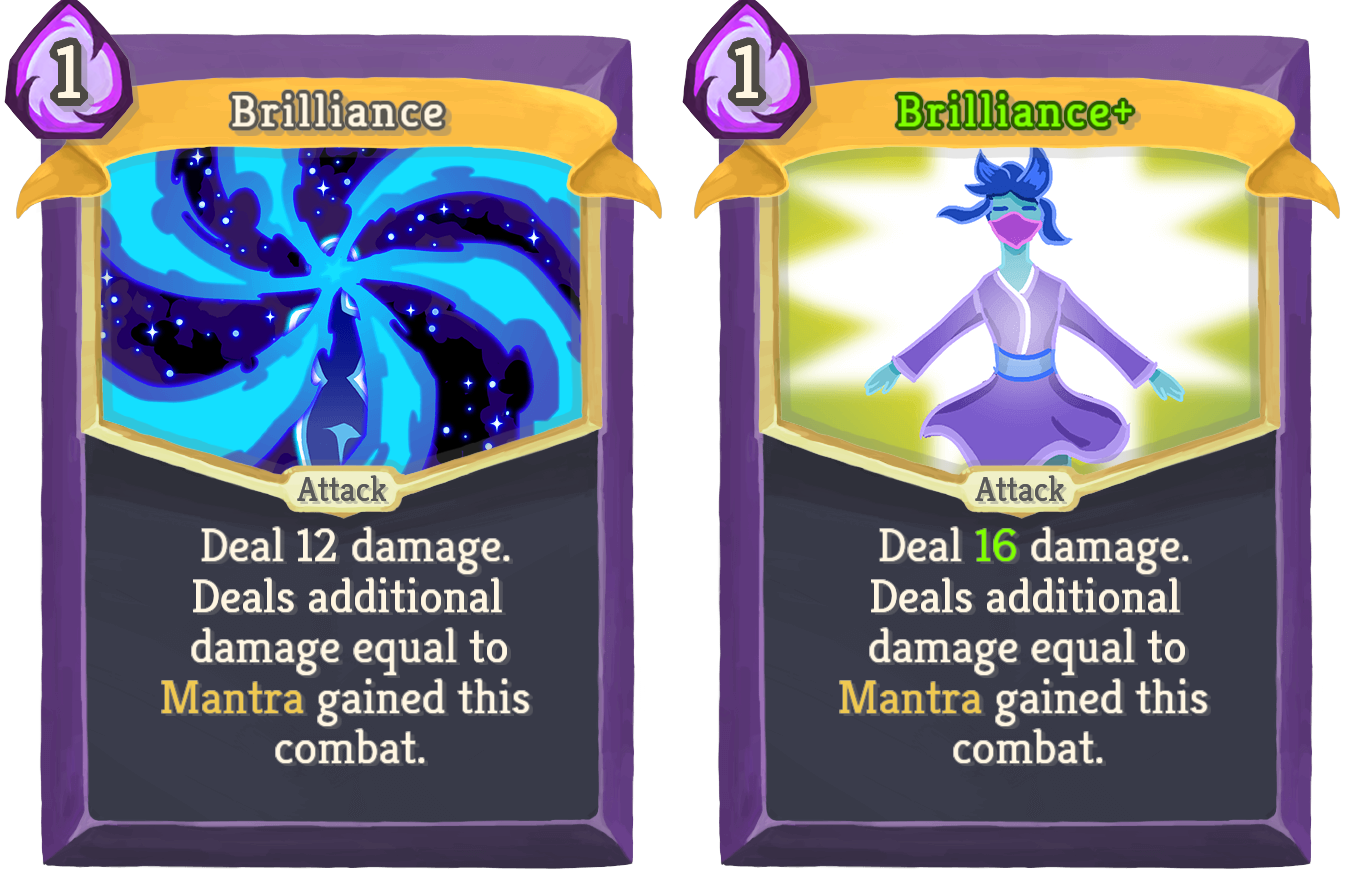 1
Brilliance
Attack
Deal 12 damage.
Deals additional
damage equal to
Mantra gained this
combat.
1
Brilliance+
Attack
Deal 16 damage.
Deals additional
damage equal to
Mantra gained this
combat.